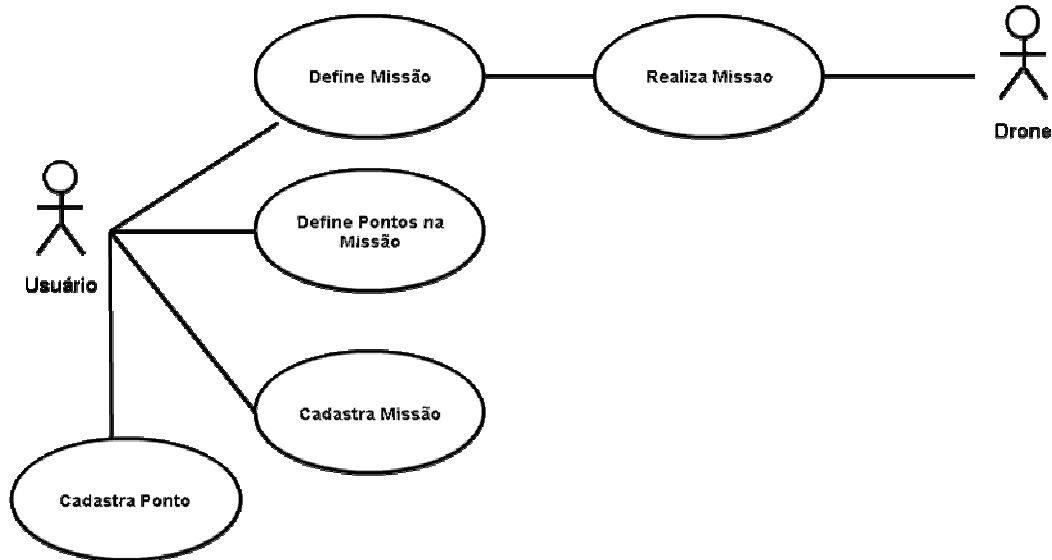 Define Missão
Realiza Missao
Drone
Define Pontos na
Missão
Usuário
Cadastra Missão
Cadastra Ponto